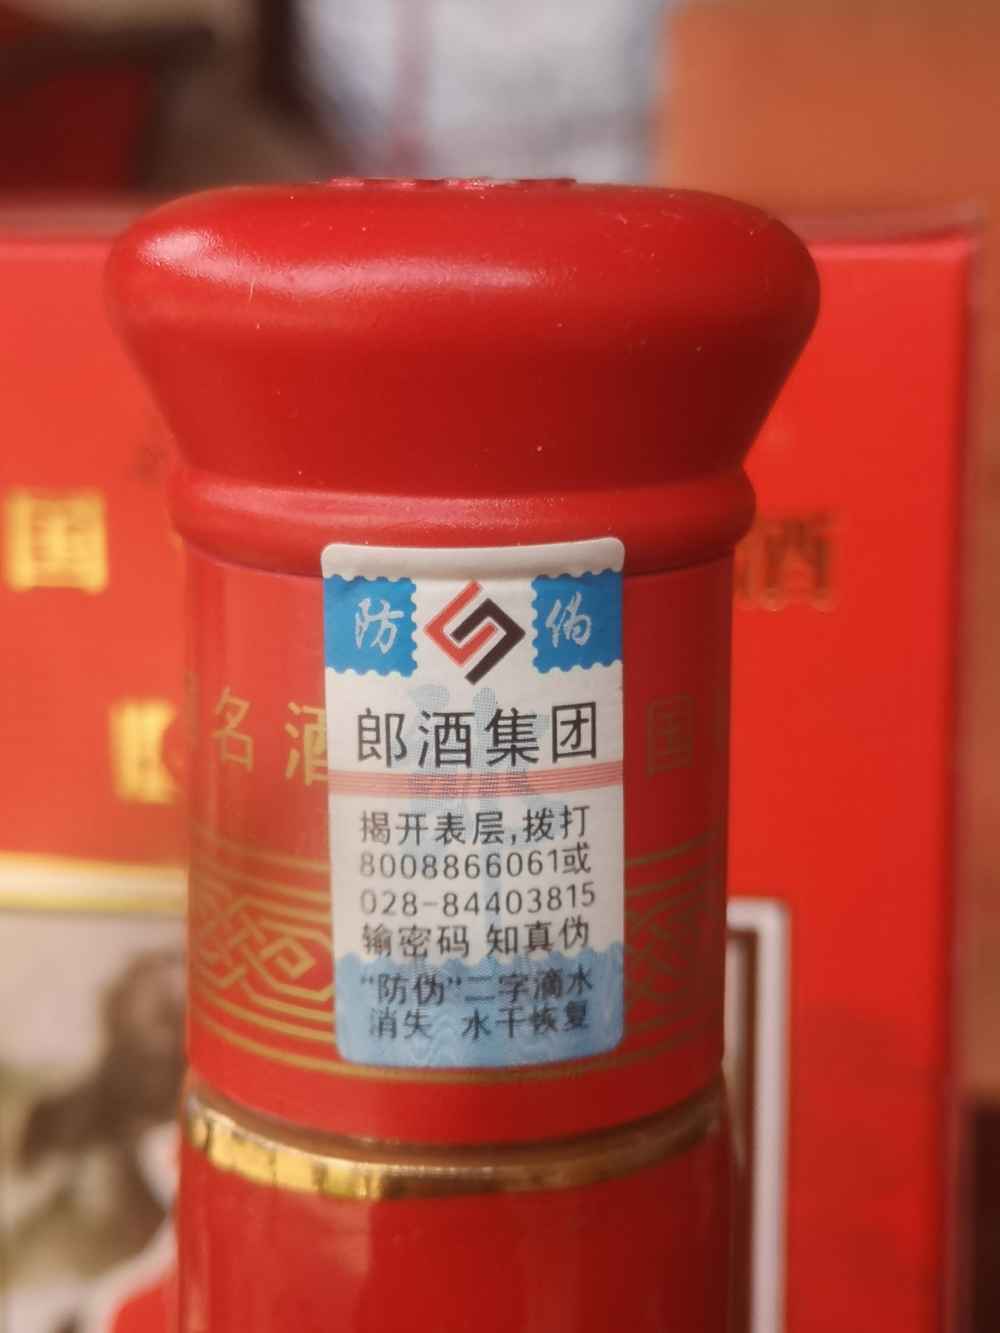 国
酒
名酒
国
防 伪
郎酒集团
揭开表层,拨打
8008866061或
028-84403815
输密码 知真伪
"防伪"二字滴水
消失 水干恢复